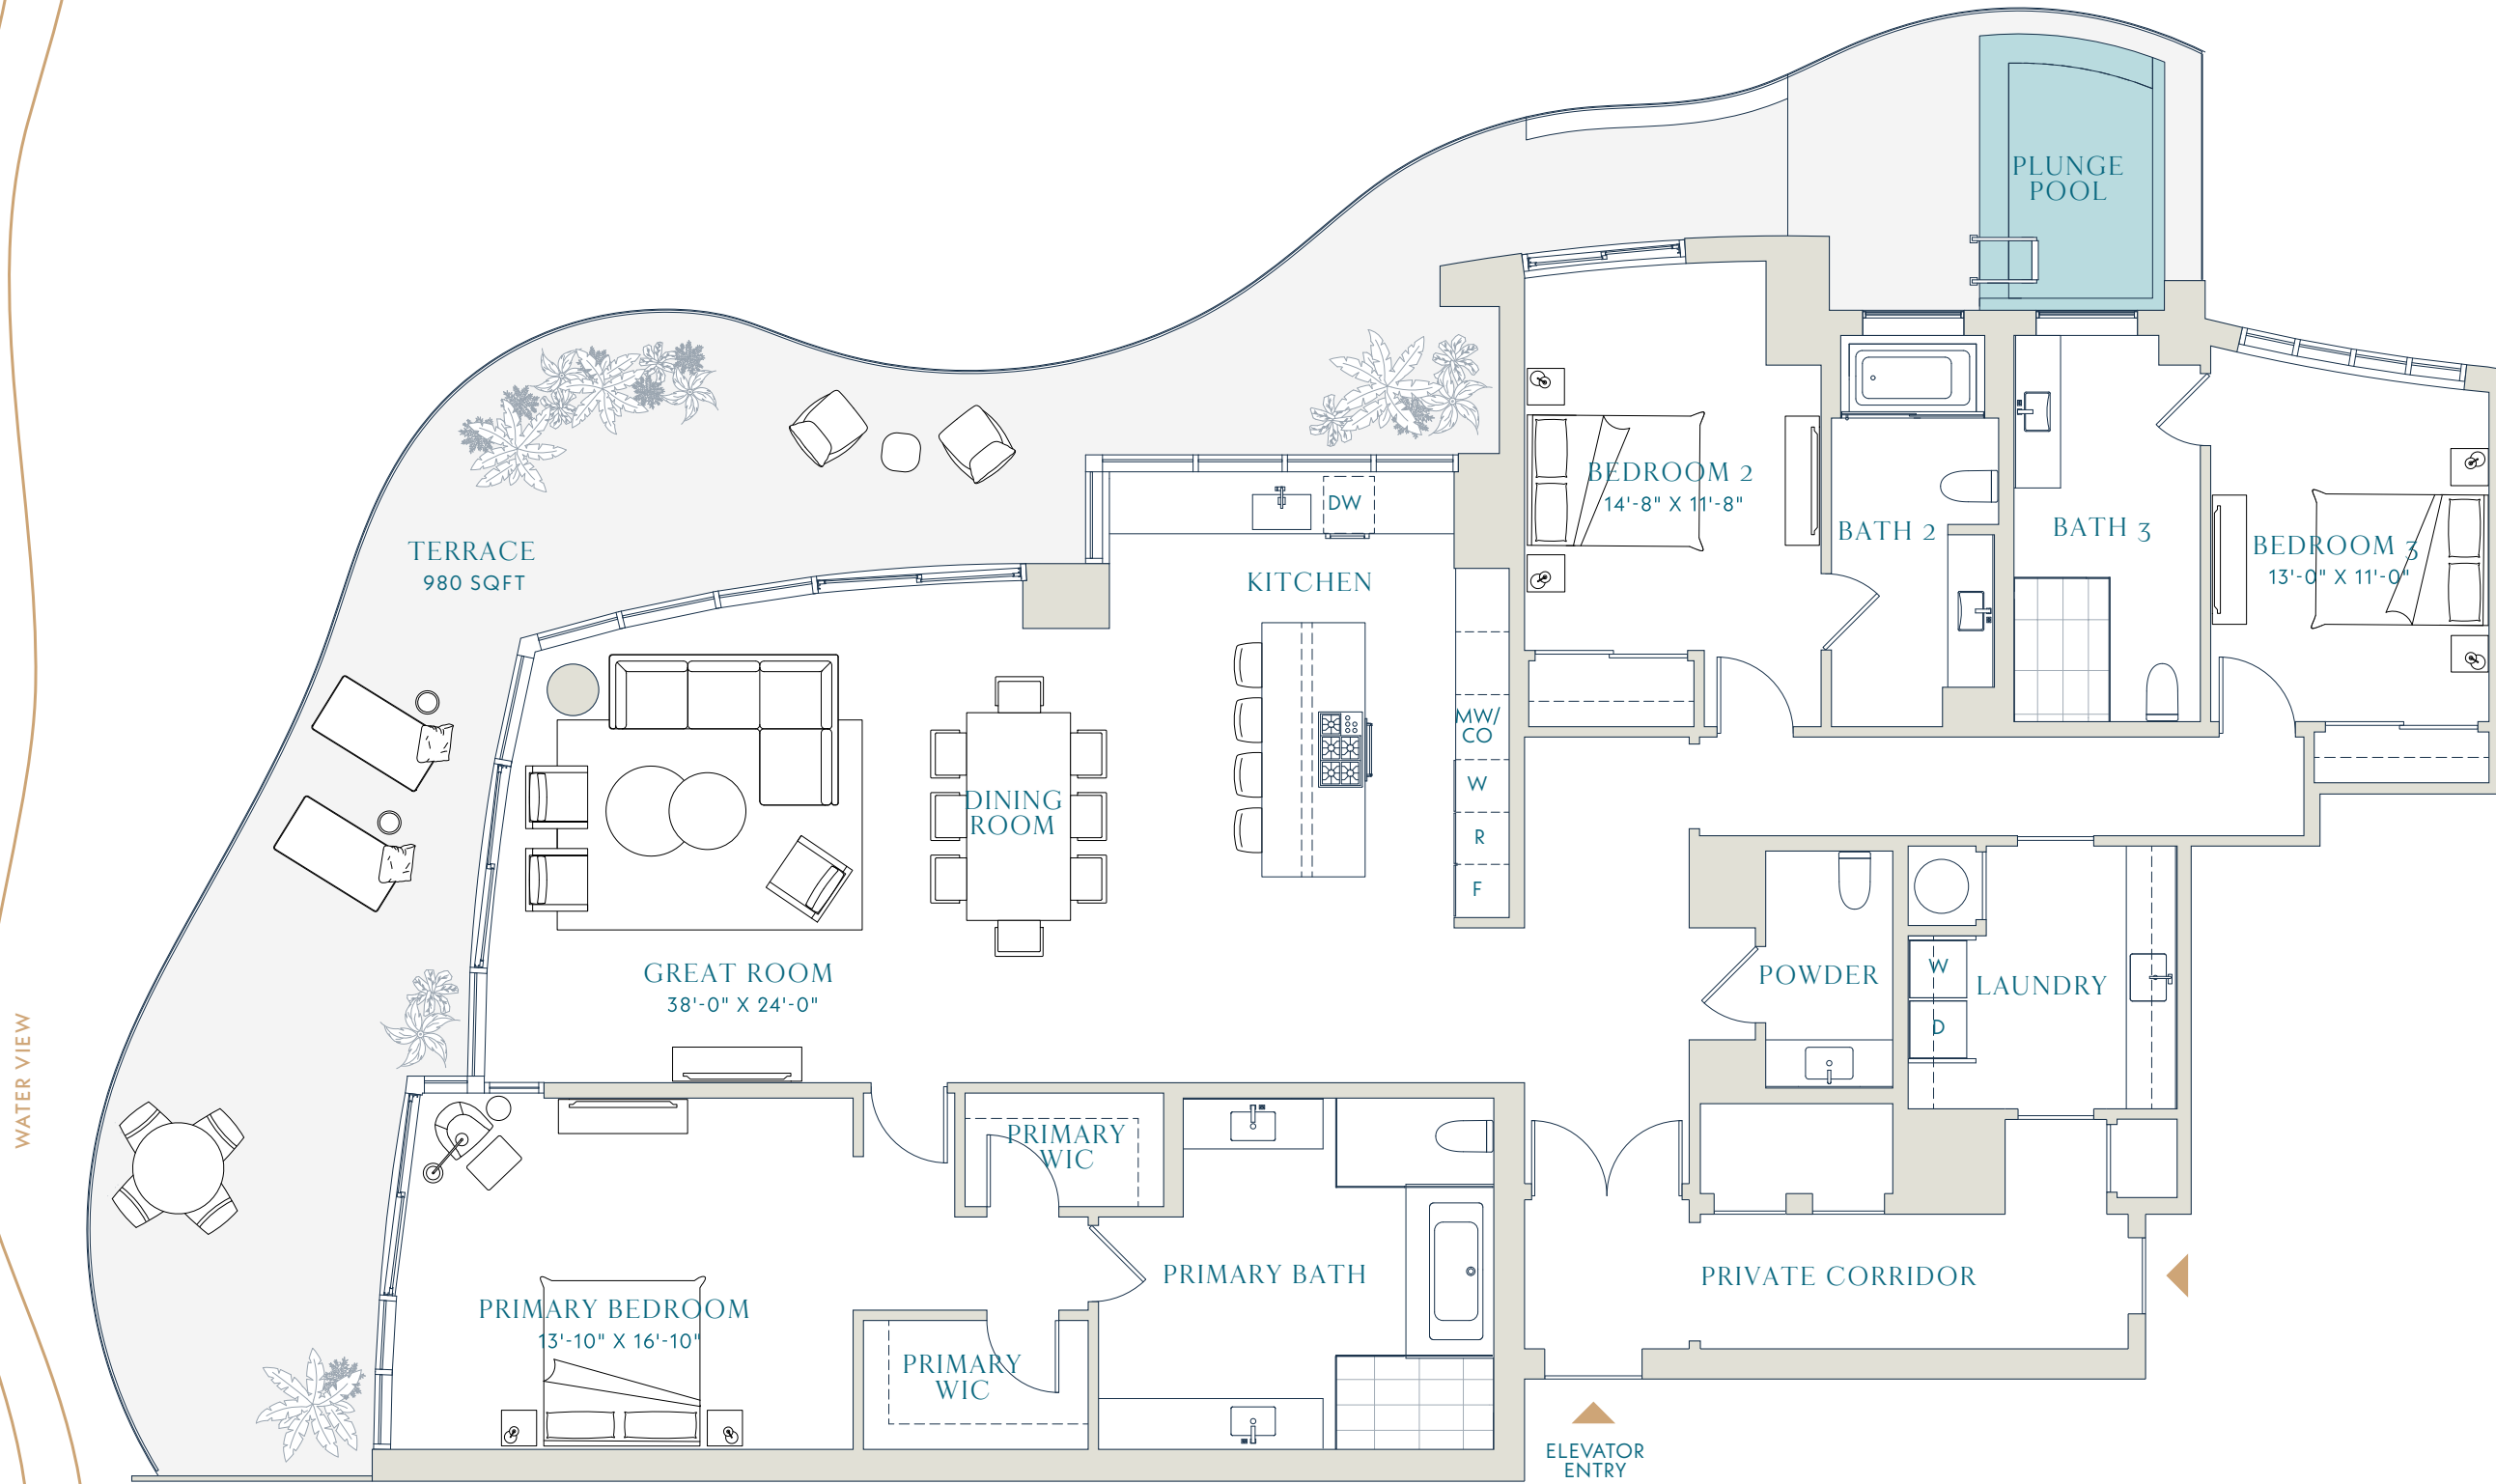 PLUNGE
POOL
BEDROOM 2
14'-8" X 11'-8"
BATH 2
BATH 3
BEDROOM 3
13'-0" X 11'-0"
TERRACE
980 SQFT
DW
KITCHEN
MW/
CO
W
R
F
DINING
ROOM
GREAT ROOM
38'-0" X 24'-0"
POWDER
W
D
LAUNDRY
WATER VIEW
PRIMARY
WIC
PRIMARY BATH
PRIVATE CORRIDOR
PRIMARY BEDROOM
13'-10" X 16'-10"
PRIMARY
WIC
ELEVATOR
ENTRY